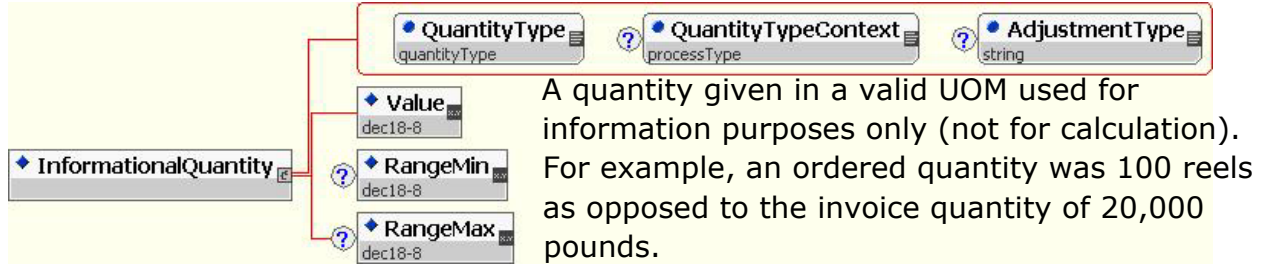 QuantityType
quantityType
? QuantityTypeContext
processType
? AdjustmentType
string
Value
dec18-8
InformationalQuantity
? RangeMin
dec18-8
? RangeMax
dec18-8
A quantity given in a valid UOM used for
information purposes only (not for calculation).
For example, an ordered quantity was 100 reels
as opposed to the invoice quantity of 20,000
pounds.